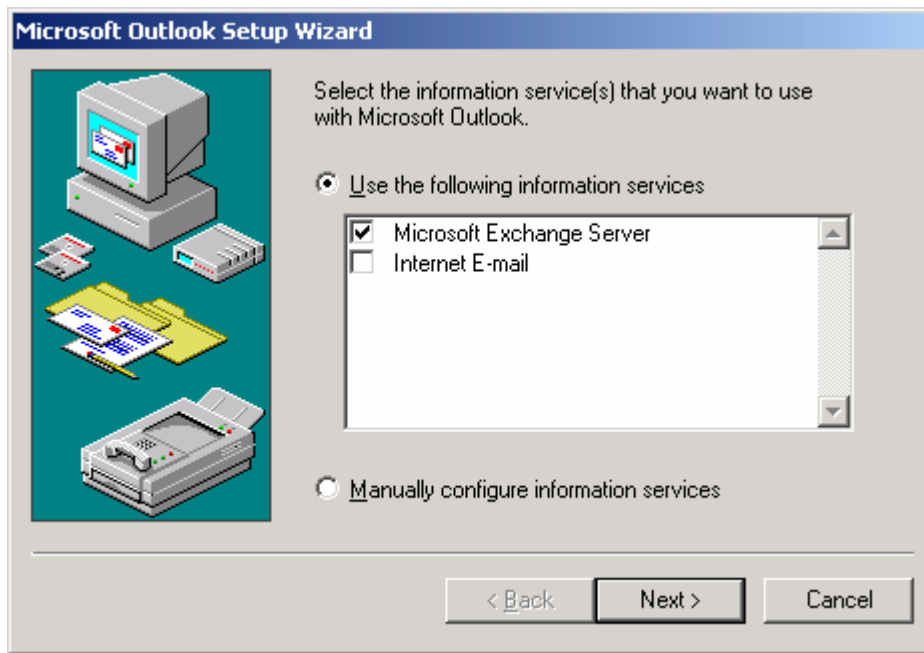 Microsoft Outlook Setup Wizard
Select the information service(s) that you want to use
with Microsoft Outlook.
Use the following information services
Microsoft Exchange Server
Internet E-mail
Manually configure information services
< Back
Next >
Cancel